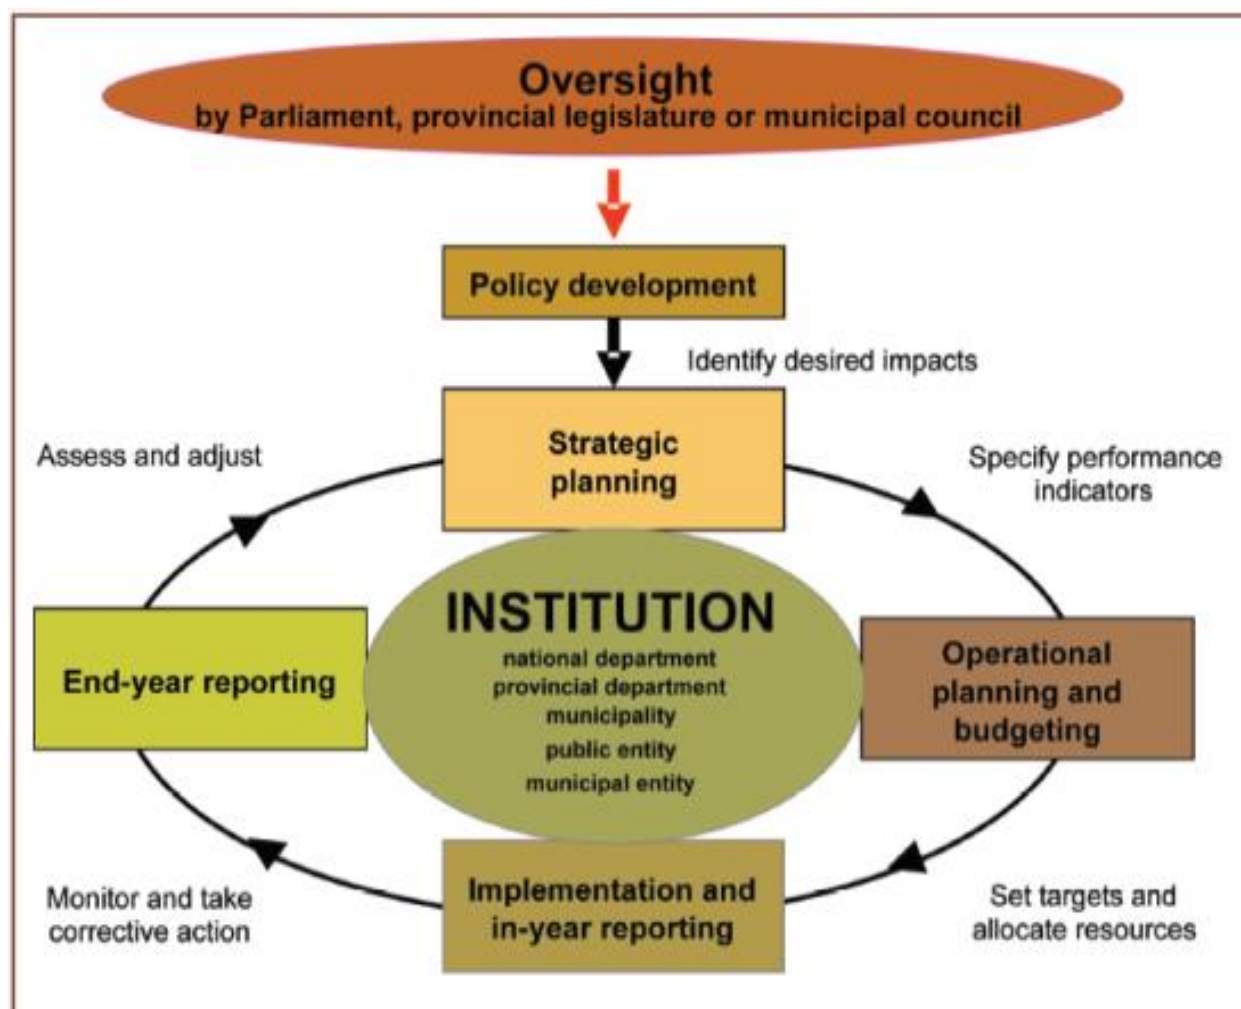 Oversight
by Parliament, provincial legislature or municipal council
Policy development
Identify desired impacts
Strategic
planning
Assess and adjust
Specify performance
indicators
INSTITUTION
national department
provincial department
municipality
public entity
municipal entity
End-year reporting
Operational
planning and
budgeting
Implementation and
in-year reporting
Monitor and take
corrective action
Set targets and
allocate resources